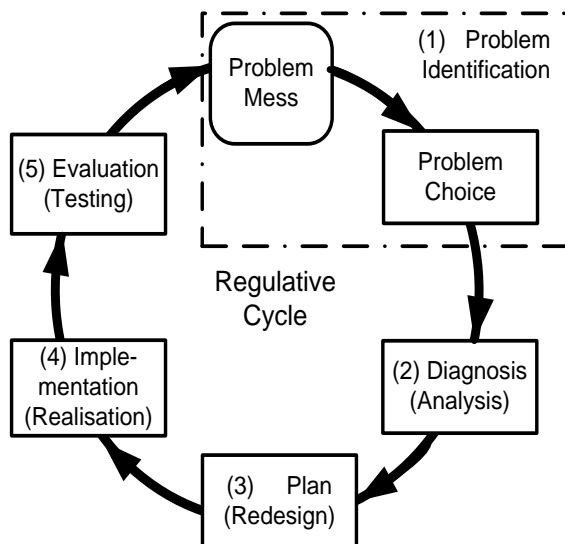 (1) Problem
Identification
Problem
Mess
Problem
Choice
(2) Diagnosis
(Analysis)
(3) Plan
(Redesign)
(4) Imple-
mentation
(Realisation)
(5) Evaluation
(Testing)
Regulative
Cycle